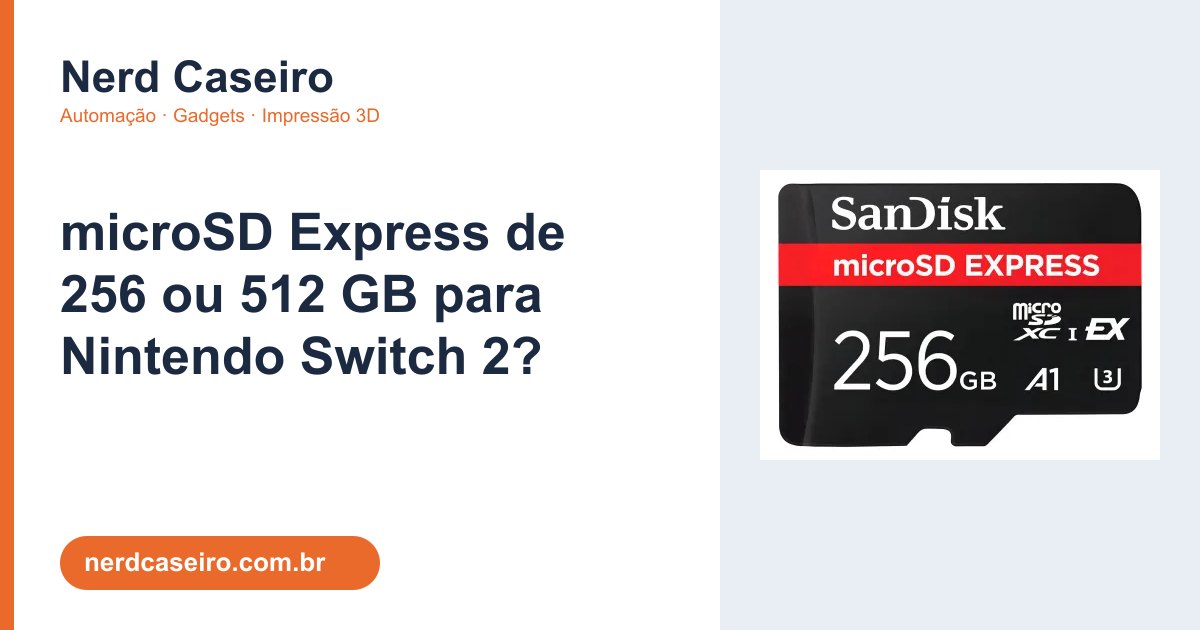 Nerd Caseiro
Automação · Gadgets · Impressão 3D
microSD Express de
256 ou 512 GB para
Nintendo Switch 2?
nerdcaseiro.com.br
SanDisk
microSD EXPRESS
micro
SD
XC I EX
256GB A1 3